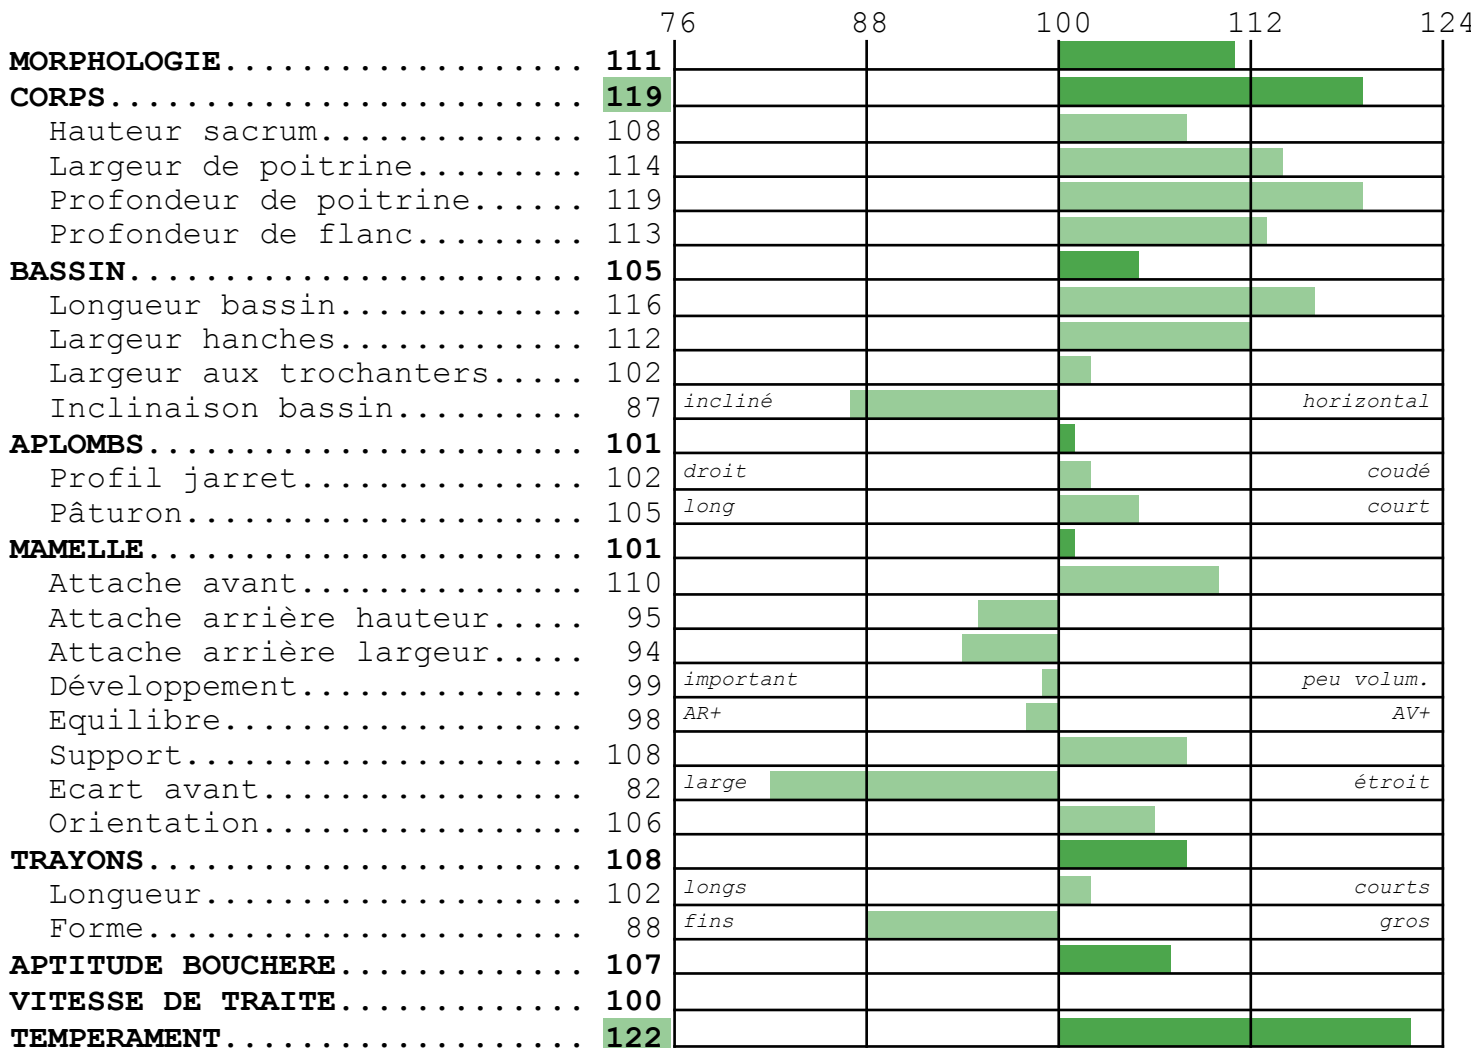 76 88 100 112 124
MORPHOLOGIE................... 111
CORPS......................... 119
Hauteur sacrum.............. 108
Largeur de poitrine......... 114
Profondeur de poitrine...... 119
Profondeur de flanc......... 113
BASSIN........................ 105
Longueur bassin............. 116
Largeur hanches............. 112
Largeur aux trochanters..... 102
Inclinaison bassin.......... 87 incliné horizontal
APLOMBS....................... 101
Profil jarret............... 102 droit coudé
Pâturon..................... 105 long court
MAMELLE....................... 101
Attache avant............... 110
Attache arrière hauteur..... 95
Attache arrière largeur..... 94
Développement............... 99 important peu volum.
Equilibre................... 98 AR+ AV+
Support..................... 108
Ecart avant................. 82 large étroit
Orientation................. 106
TRAYONS....................... 108
Longueur.................... 102 longs courts
Forme....................... 88 fins gros
APTITUDE BOUCHERE............. 107
VITESSE DE TRAITE............. 100
TEMPERAMENT................... 122